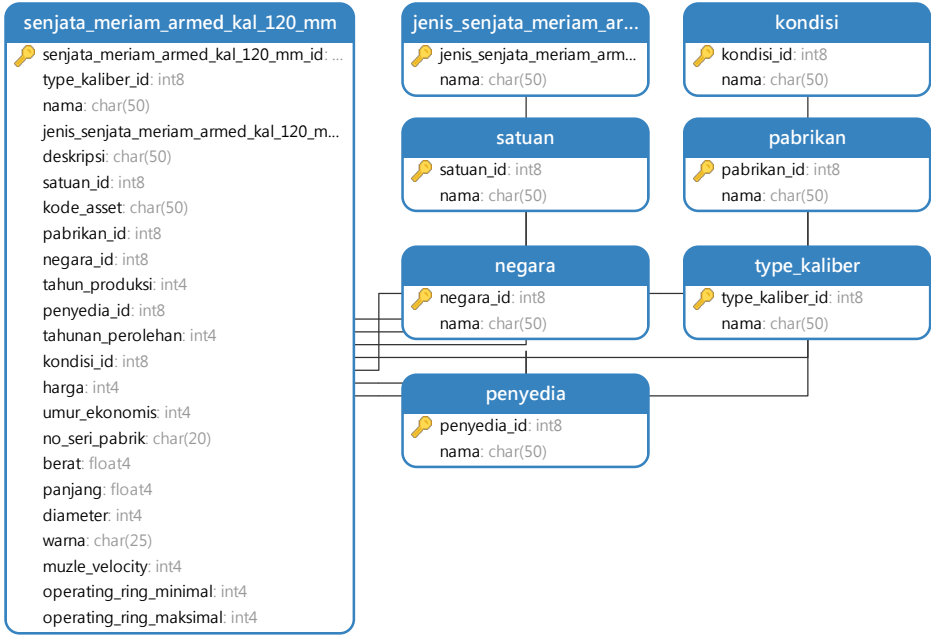 senjata_meriam_armed_kal_120_mm
senjata_meriam_armed_kal_120_mm_id: ...
type_kaliber_id: int8
nama: char(50)
jenis_senjata_meriam_armed_kal_120_m...
deskripsi: char(50)
satuan_id: int8
kode_asset: char(50)
pabrikan_id: int8
negara_id: int8
tahun_produksi: int4
penyedia_id: int8
tahunan_perolehan: int4
kondisi_id: int8
harga: int4
umur_ekonomis: int4
no_seri_pabrik: char(20)
berat: float4
panjang: float4
diameter: int4
warna: char(25)
muzle_velocity: int4
operating_ring_minimal: int4
operating_ring_maksimal: int4
jenis_senjata_meriam_ar...
jenis_senjata_meriam_arm...
nama: char(50)
kondisi
kondisi_id: int8
nama: char(50)
satuan
satuan_id: int8
nama: char(50)
pabrikan
pabrikan_id: int8
nama: char(50)
negara
negara_id: int8
nama: char(50)
type_kaliber
type_kaliber_id: int8
nama: char(50)
penyedia
penyedia_id: int8
nama: char(50)